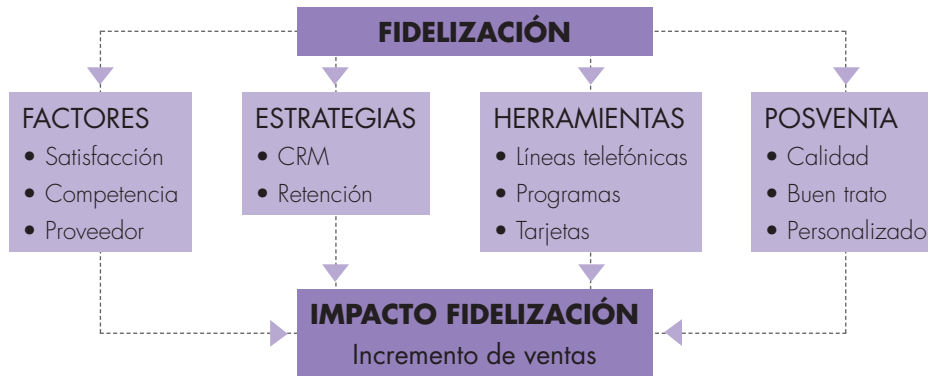 FIDELIZACIÓN
FACTORES
• Satisfacción
• Competencia
• Proveedor
ESTRATEGIAS
• CRM
• Retención
HERRAMIENTAS
• Líneas telefónicas
• Programas
• Tarjetas
POSVENTA
• Calidad
• Buen trato
• Personalizado
IMPACTO FIDELIZACIÓN
Incremento de ventas